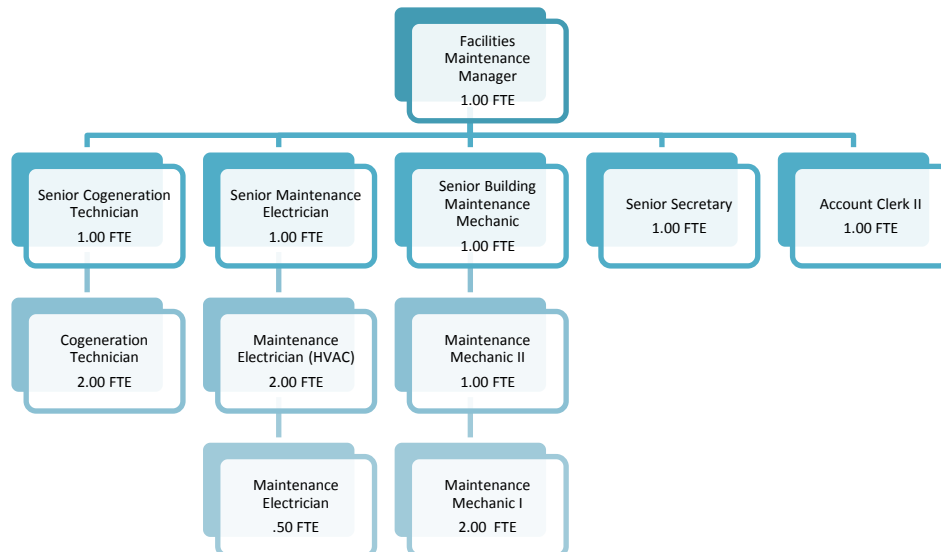 Facilities
Maintenance
Manager
1.00 FTE
Senior Cogeneration
Technician
1.00 FTE
Senior Maintenance
Electrician
1.00 FTE
Senior Building
Maintenance
Mechanic
1.00 FTE
Senior Secretary
1.00 FTE
Account Clerk II
1.00 FTE
Cogeneration
Technician
2.00 FTE
Maintenance
Electrician (HVAC)
2.00 FTE
Maintenance
Mechanic II
1.00 FTE
Maintenance
Electrician
.50 FTE
Maintenance
Mechanic I
2.00 FTE